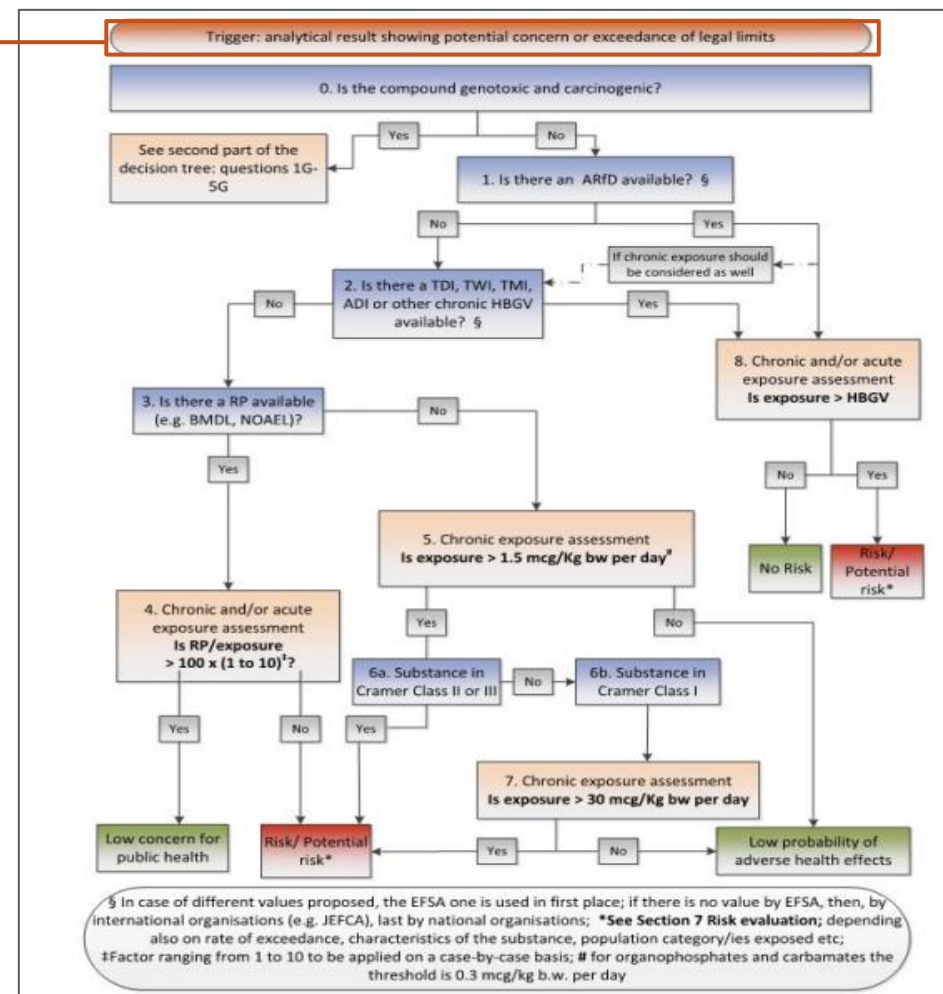 Trigger: analytical result showing potential concern or exceedance of legal limits
0. Is the compound genotoxic and carcinogenic?
Yes
No
See second part of the
decision tree: questions 1G-
5G
1. Is there an ARfD available? §
No
Yes
If chronic exposure should
be considered as well
2. Is there a TDI, TWI, TMI,
ADI or other chronic HBGV
available? §
No
Yes
8. Chronic and/or acute
exposure assessment
Is exposure > HBGV
3. Is there a RP available
(e.g. BMDL, NOAEL)?
No
Yes
No
Yes
5. Chronic exposure assessment
Is exposure > 1.5 mcg/Kg bw per day#
No Risk
Risk/
Potential
risk*
4. Chronic and/or acute
exposure assessment
Is RP/exposure
> 100 x (1 to 10)‡?
Yes
No
6a. Substance in
Cramer Class II or III
No
6b. Substance in
Cramer Class I
Yes
No
Yes
7. Chronic exposure assessment
Is exposure > 30 mcg/Kg bw per day
Low concern for
public health
Risk/ Potential
risk*
Yes
No
Low probability of
adverse health effects
§ In case of different values proposed, the EFSA one is used in first place; if there is no value by EFSA, then, by
international organisations (e.g. JEFCA), last by national organisations; *See Section 7 Risk evaluation; depending
also on rate of exceedance, characteristics of the substance, population category/ies exposed etc;
‡Factor ranging from 1 to 10 to be applied on a case-by-case basis; # for organophosphates and carbamates the
threshold is 0.3 mcg/kg b.w. per day